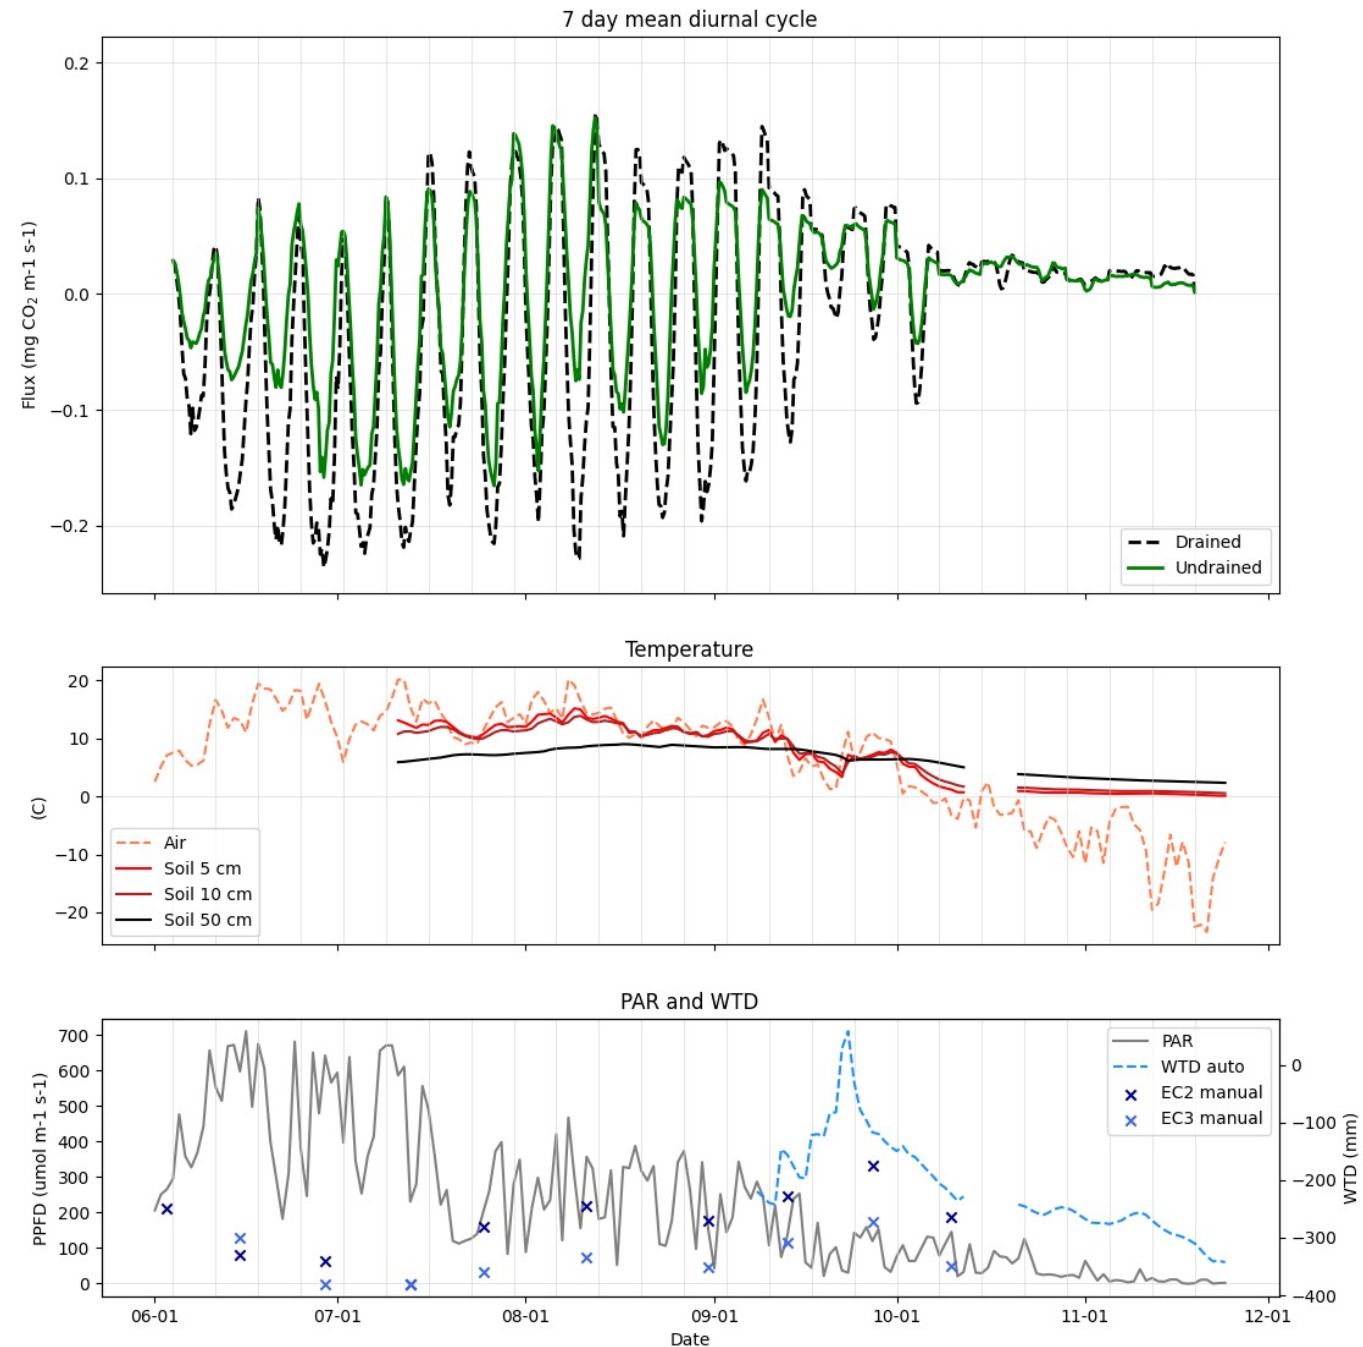 7 day mean diurnal cycle
0.2
0.1
0.0
−0.1
−0.2
Flux (mg CO₂ m-1 s-1)
Drained
Undrained
Temperature
20
10
0
−10
−20
(C)
Air
Soil 5 cm
Soil 10 cm
Soil 50 cm
PAR and WTD
700
600
500
400
300
200
100
0
PPFD (umol m-1 s-1)
PAR
WTD auto
EC2 manual
EC3 manual
0
−100
−200
−300
−400
WTD (mm)
06-01 07-01 08-01 09-01 10-01 11-01 12-01
Date